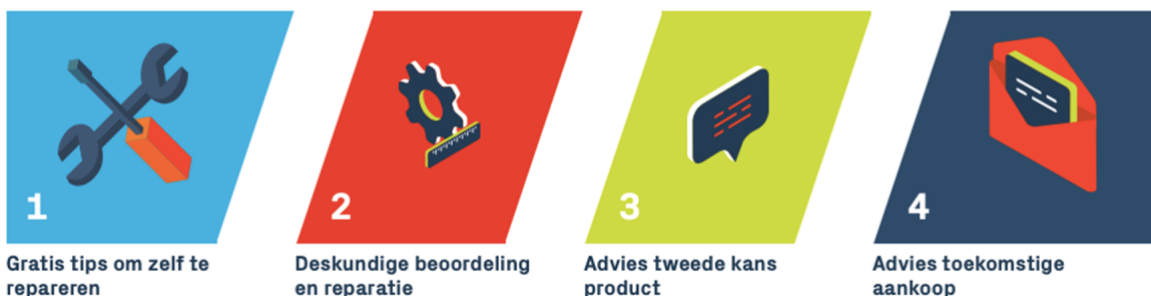 1
Gratis tips om zelf te
repareren
2
Deskundige beoordeling
en reparatie
3
Advies tweede kans
product
4
Advies toekomstige
aankoop